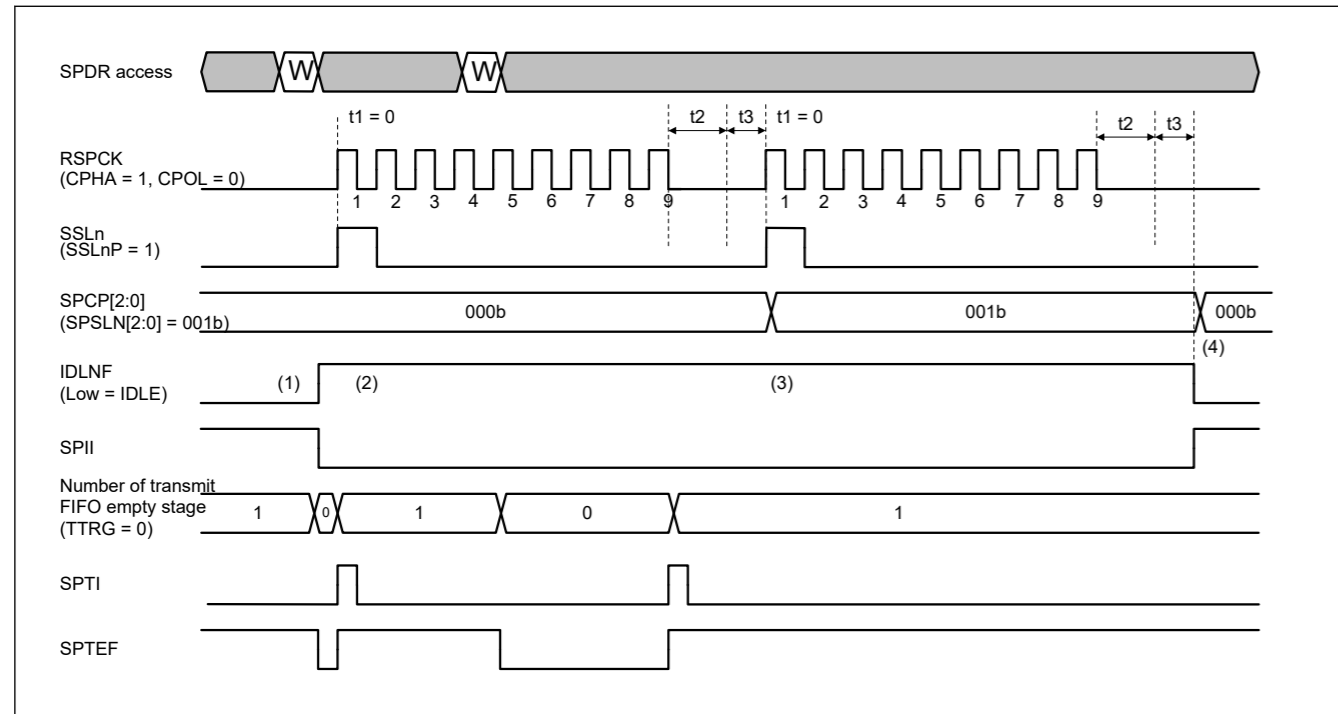 SPDR access
W
W
t1 = 0
t2
t3
t1 = 0
t2
t3
RSPCK
(CPHA = 1, CPOL = 0)
1 2 3 4 5 6 7 8 9 1 2 3 4 5 6 7 8 9
SSLn
(SSLnP = 1)
SPCP[2:0]
(SPSLN[2:0] = 001b)
000b
001b
000b
(4)
IDLNF
(Low = IDLE)
(1)
(2)
(3)
SPII
Number of transmit
FIFO empty stage
(TTRG = 0)
1
0
1
0
1
SPTI
SPTEF